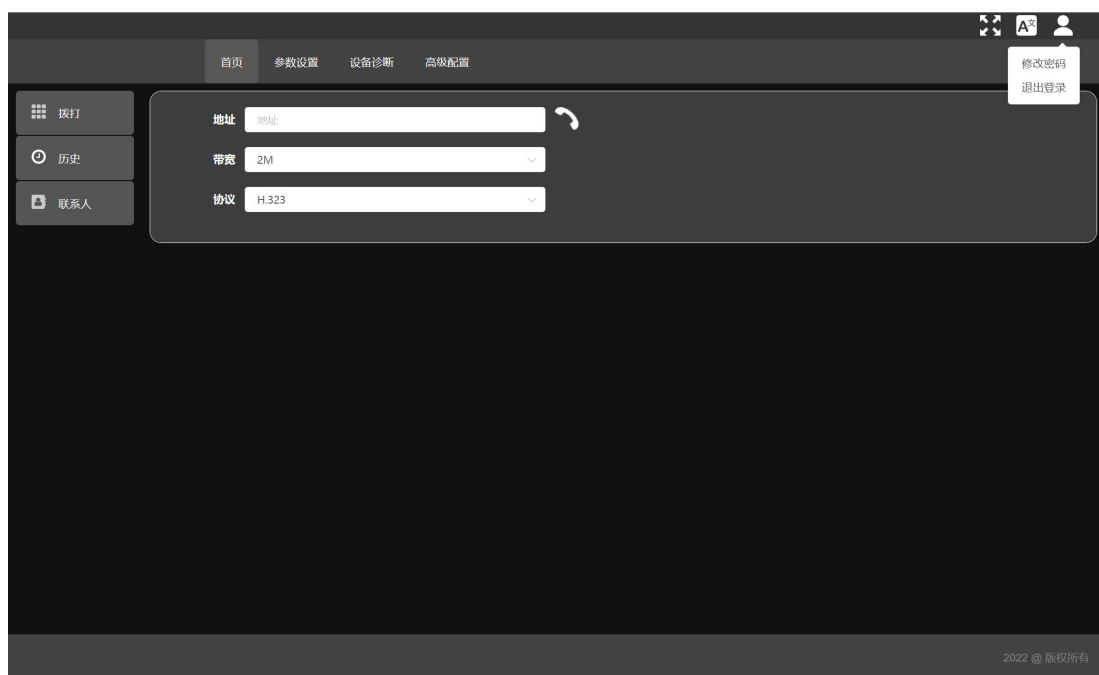 A文
首页 参数设置 设备诊断 高级配置
修改密码
退出登录
拨打
历史
联系人
地址 地址
带宽 2M
协议 H.323
2022 @ 版权所有